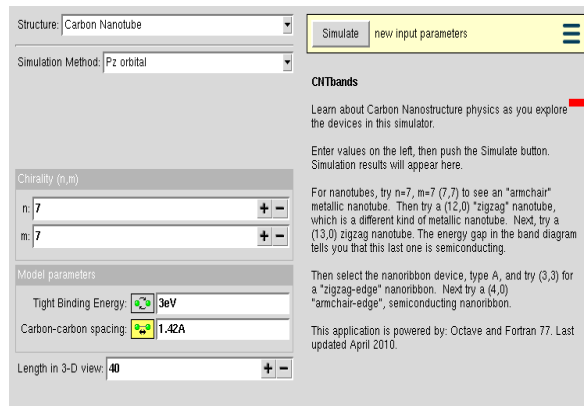 Structure: Carbon Nanotube
Simulation Method: Pz orbital
Chirality (n,m)
n: 7
m: 7
Model parameters
Tight Binding Energy: 3eV
Carbon-carbon spacing: 1.42A
Length in 3-D view: 40
Simulate new input parameters
CNTbands
Learn about Carbon Nanostructure physics as you explore
the devices in this simulator.
Enter values on the left, then push the Simulate button.
Simulation results will appear here.
For nanotubes, try n=7, m=7 (7,7) to see an "armchair"
metallic nanotube. Then try a (12,0) "zigzag" nanotube,
which is a different kind of metallic nanotube. Next, try a
(13,0) zigzag nanotube. The energy gap in the band diagram
tells you that this last one is semiconducting.
Then select the nanoribbon device, type A, and try (3,3) for
a "zigzag-edge" nanoribbon. Next try a (4,0)
"armchair-edge", semiconducting nanoribbon.
This application is powered by: Octave and Fortran 77. Last
updated April 2010.